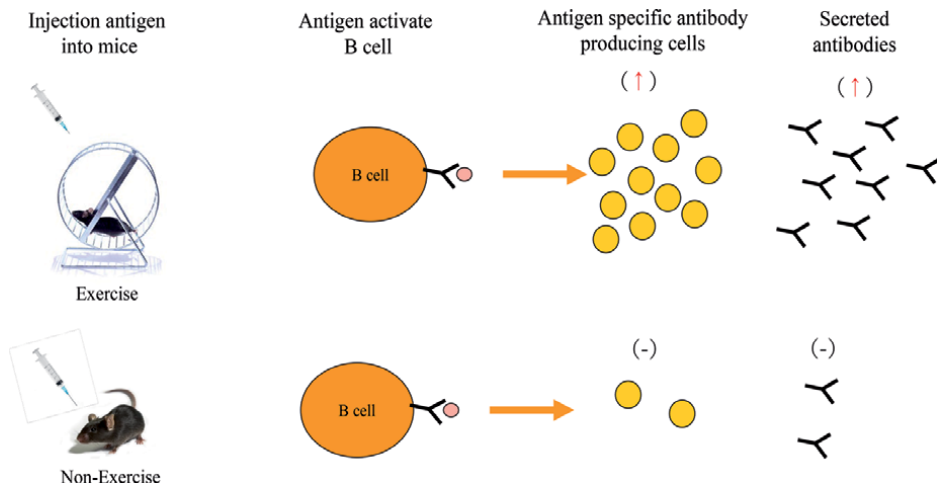 Injection antigen
into mice
Antigen activate
B cell
Antigen specific antibody
producing cells
Secreted
antibodies
(↑)
(↑)
B cell
Exercise
(-)
(-)
B cell
Non-Exercise